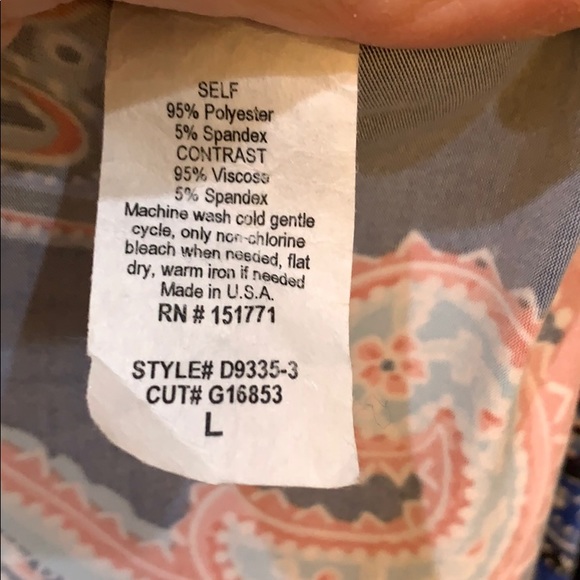 SELF
95% Polyester
5% Spandex
CONTRAST
95% Viscose
5% Spandex
Machine wash cold gentle
cycle, only non-chlorine
bleach when needed, flat
dry, warm iron if needed
Made in U.S.A.
RN # 151771
STYLE# D9335-3
CUT# G16853
L